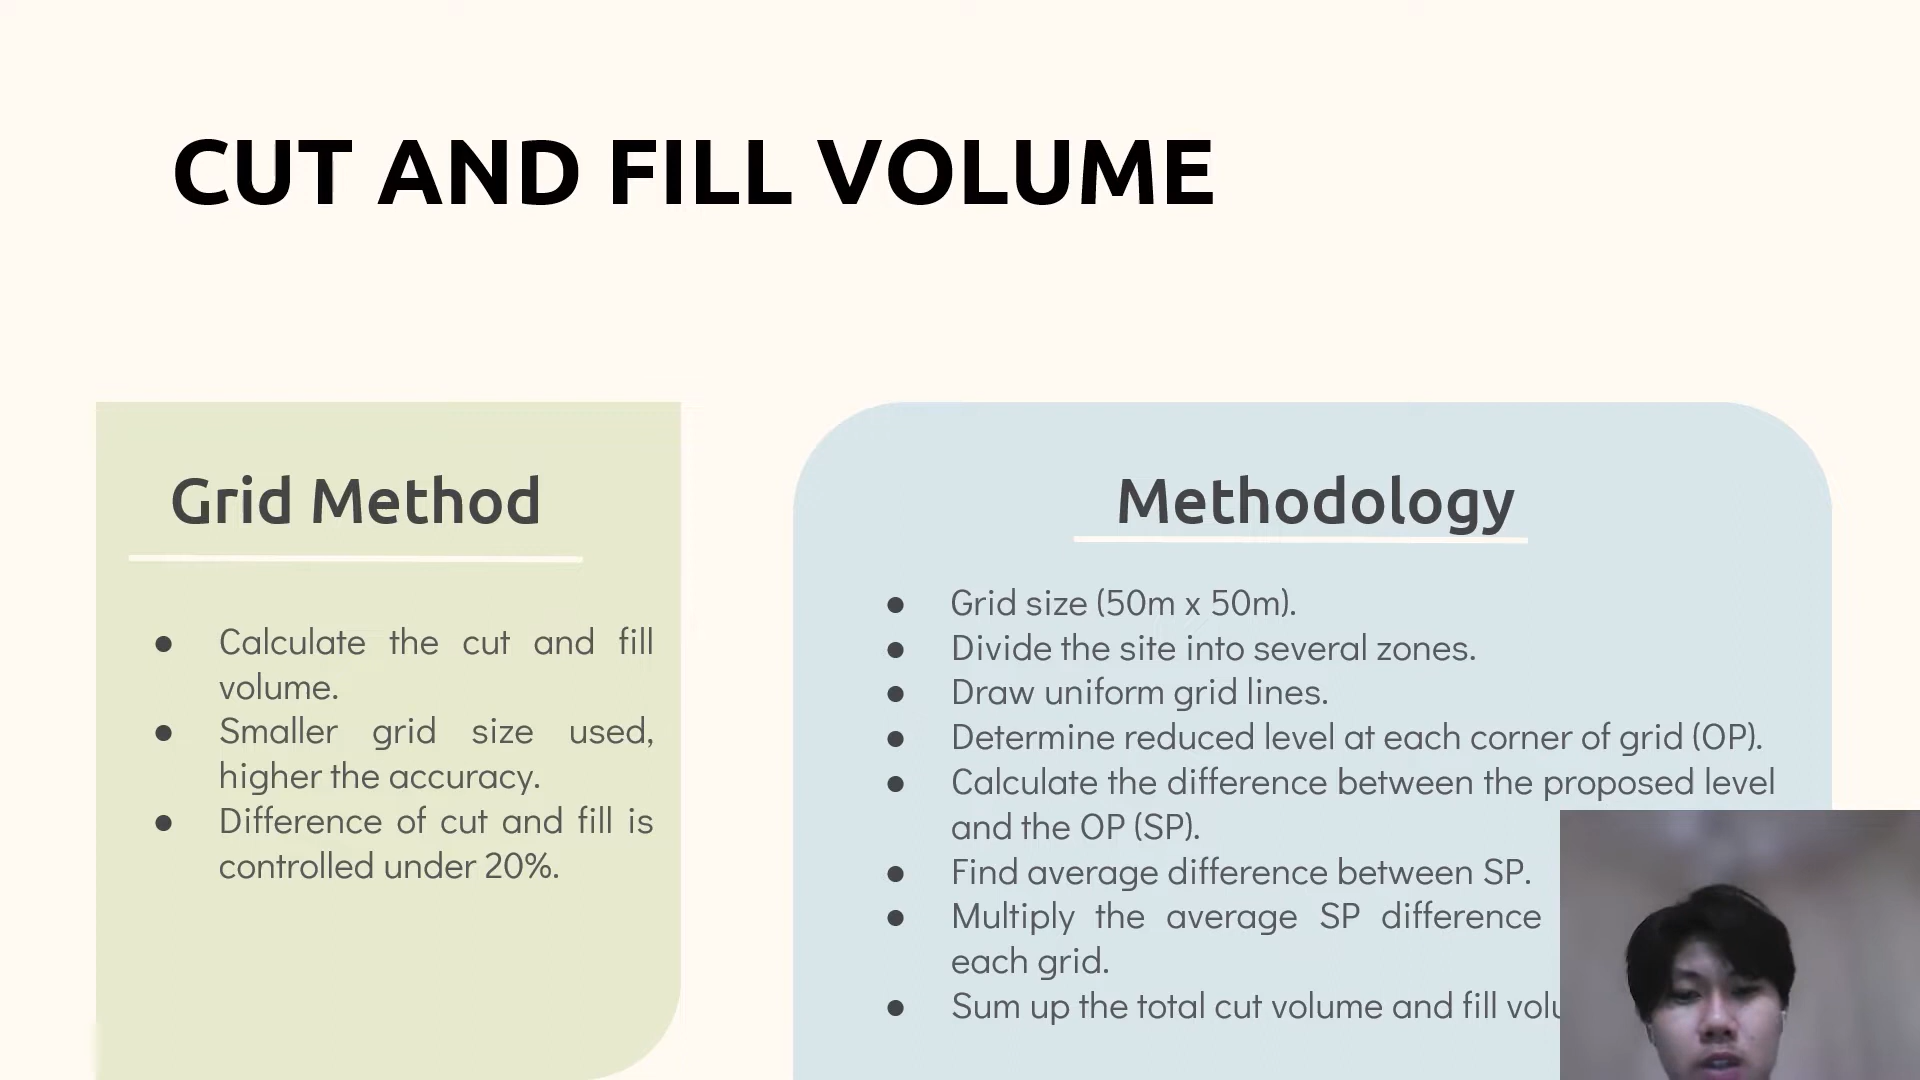 CUT AND FILL VOLUME
Grid Method
● Calculate the cut and fill
volume.
● Smaller grid size used,
higher the accuracy.
● Difference of cut and fill is
controlled under 20%.
Methodology
● Grid size (50m x 50m).
● Divide the site into several zones.
● Draw uniform grid lines.
● Determine reduced level at each corner of grid (OP).
● Calculate the difference between the proposed level
and the OP (SP).
● Find average difference between SP.
● Multiply the average SP difference
each grid.
● Sum up the total cut volume and fill